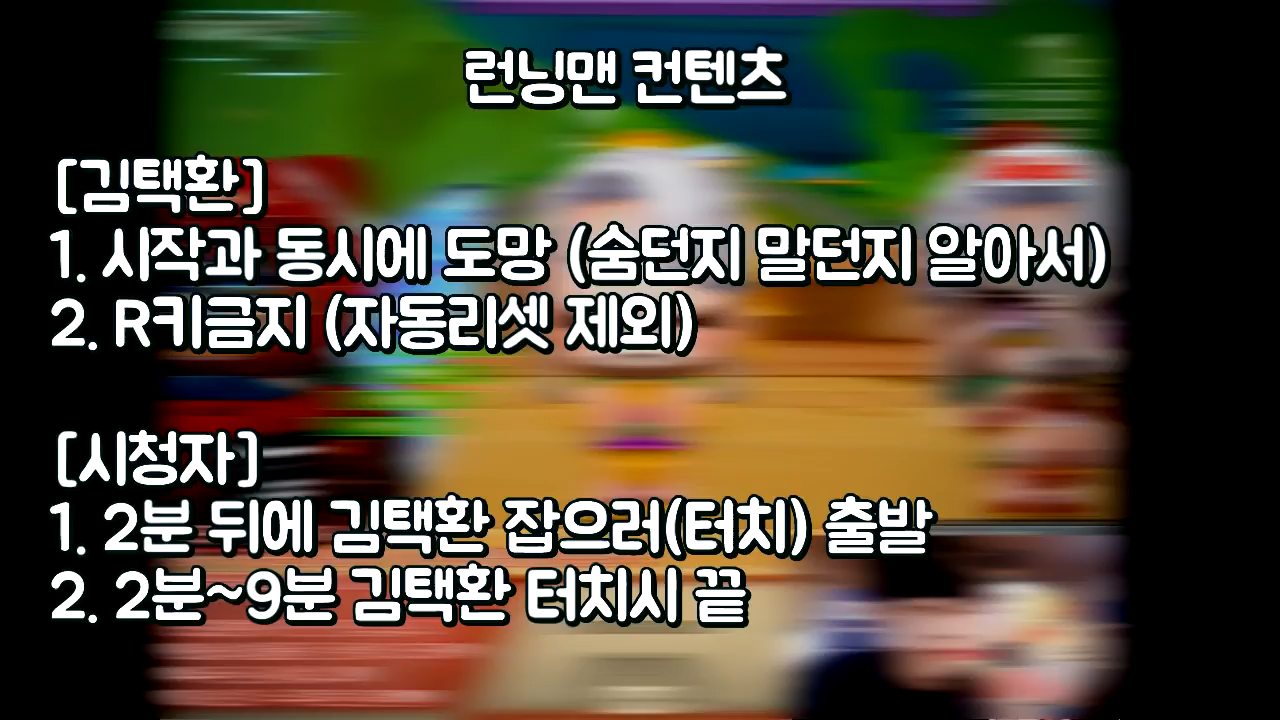 런닝맨 컨텐츠
[김택환]
1. 시작과 동시에 도망 (숨던지 말던지 알아서)
2. R키금지 (자동리셋 제외)
[시청자]
1. 2분 뒤에 김택환 잡으러(터치) 출발
2. 2분~9분 김택환 터치시 끝